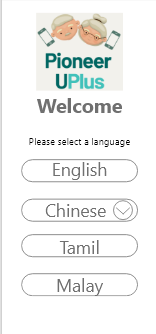 Pioneer
UPlus
Welcome
Please select a language
English
Chinese
Tamil
Malay